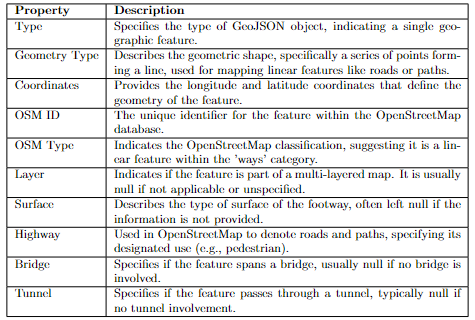 Property Description
Type Specifies the type of GeoJSON object, indicating a single geo-
graphic feature.
Geometry Type Describes the geometric shape, specifically a series of points form-
ing a line, used for mapping linear features like roads or paths.
Coordinates Provides the longitude and latitude coordinates that define the
geometry of the feature.
OSM ID The unique identifier for the feature within the OpenStreetMap
database.
OSM Type Indicates the OpenStreetMap classification, suggesting it is a lin-
ear feature within the 'ways' category.
Layer Indicates if the feature is part of a multi-layered map. It is usually
null if not applicable or unspecified.
Surface Describes the type of surface of the footway, often left null if the
information is not provided.
Highway Used in OpenStreetMap to denote roads and paths, specifying its
designated use (e.g., pedestrian).
Bridge Specifies if the feature spans a bridge, usually null if no bridge is
involved.
Tunnel Specifies if the feature passes through a tunnel, typically null if
no tunnel involvement.